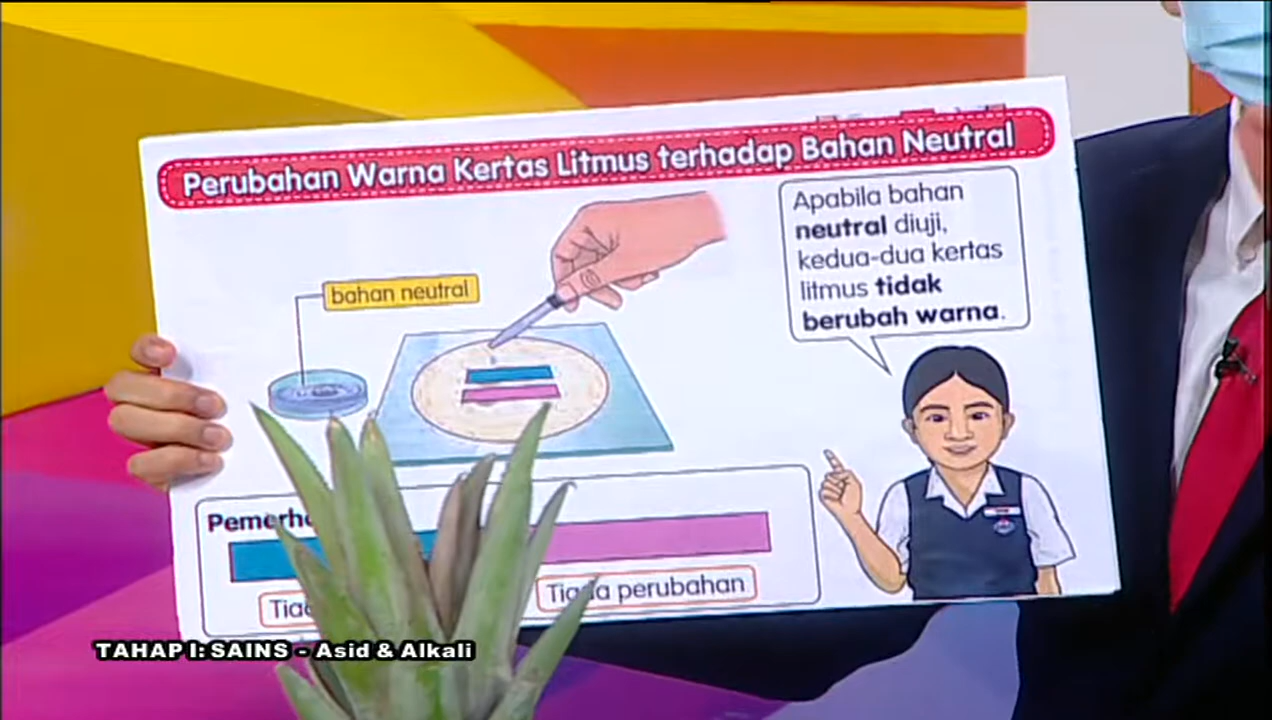 Perubahan Warna Kertas Litmus terhadap Bahan Neutral
Apabila bahan
neutral diuji,
kedua-dua kertas
litmus tidak
berubah warna.
bahan neutral
Tiada perubahan
TAHAP I: SAINS - Asid & Alkali